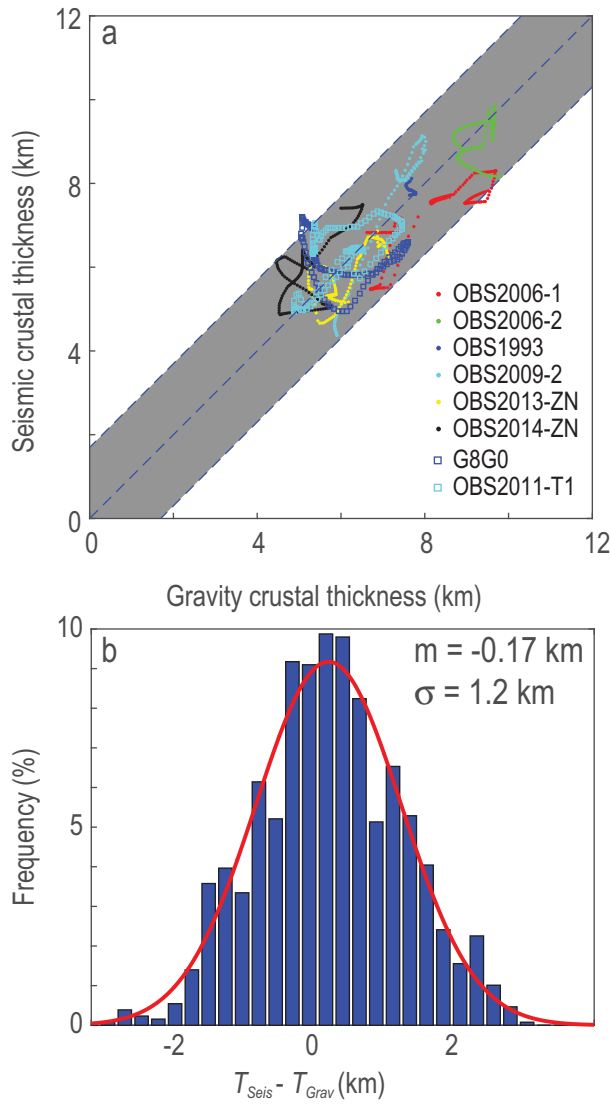 a
12
8
4
0
Seismic crustal thickness (km)
OBS2006-1
OBS2006-2
OBS1993
OBS2009-2
OBS2013-ZN
OBS2014-ZN
G8G0
OBS2011-T1
0 4 8 12
Gravity crustal thickness (km)
b
m = -0.17 km
σ = 1.2 km
10
5
0
Frequency (%)
-2 0 2
T_Seis - T_Grav (km)